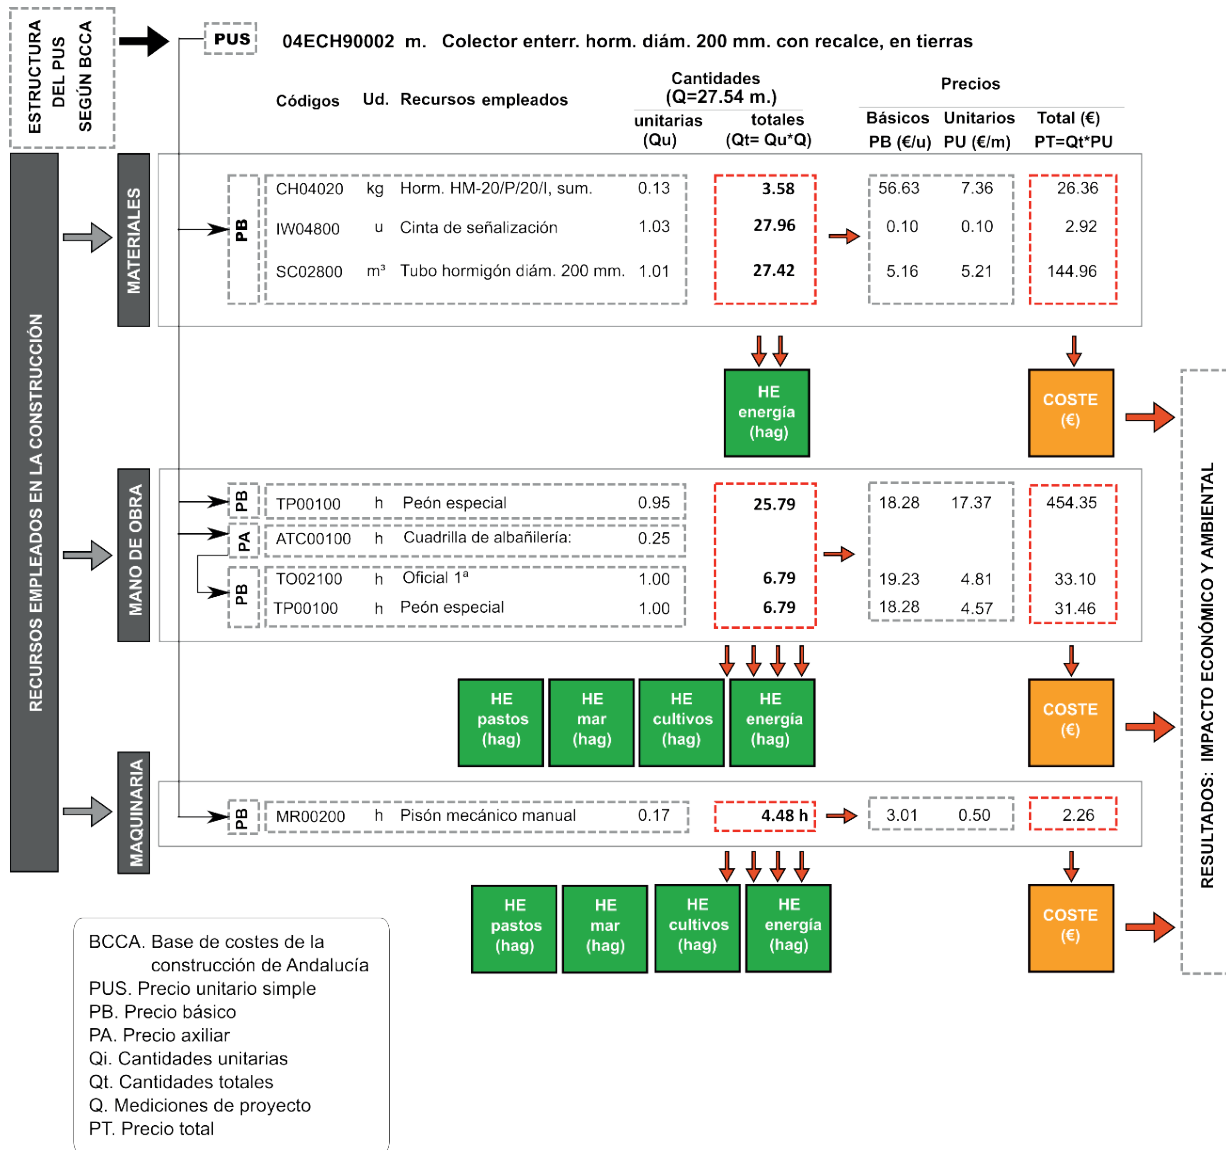 ESTRUCTURA
DEL PUS
SEGÚN BCCA
PUS
04ECH90002 m. Colector enterr. horm. diám. 200 mm. con recalce, en tierras
Códigos Ud. Recursos empleados
Cantidades
(Q=27.54 m.)
unitarias
(Qu)
totales
(Qt= Qu*Q)
Precios
Básicos
PB (€/u)
Unitarios
PU (€/m)
Total (€)
PT=Qt*PU
RECURSOS EMPLEADOS EN LA CONSTRUCCIÓN
MATERIALES
PB
CH04020 kg Horm. HM-20/P/20/I, sum. 0.13 3.58 56.63 7.36 26.36
IW04800 u Cinta de señalización 1.03 27.96 0.10 0.10 2.92
SC02800 m³ Tubo hormigón diám. 200 mm. 1.01 27.42 5.16 5.21 144.96
HE
energía
(hag)
COSTE
(€)
MANO DE OBRA
PB
TP00100 h Peón especial 0.95 25.79 18.28 17.37 454.35
PA
ATC00100 h Cuadrilla de albañilería: 0.25
PB
TO02100 h Oficial 1ª 1.00 6.79 19.23 4.81 33.10
TP00100 h Peón especial 1.00 6.79 18.28 4.57 31.46
HE
pastos
(hag)
HE
mar
(hag)
HE
cultivos
(hag)
HE
energía
(hag)
COSTE
(€)
MAQUINARIA
PB
MR00200 h Pisón mecánico manual 0.17 4.48 h 3.01 0.50 2.26
HE
pastos
(hag)
HE
mar
(hag)
HE
cultivos
(hag)
HE
energía
(hag)
COSTE
(€)
RESULTADOS: IMPACTO ECONÓMICO Y AMBIENTAL
BCCA. Base de costes de la
construcción de Andalucía
PUS. Precio unitario simple
PB. Precio básico
PA. Precio axiliar
Qi. Cantidades unitarias
Qt. Cantidades totales
Q. Mediciones de proyecto
PT. Precio total